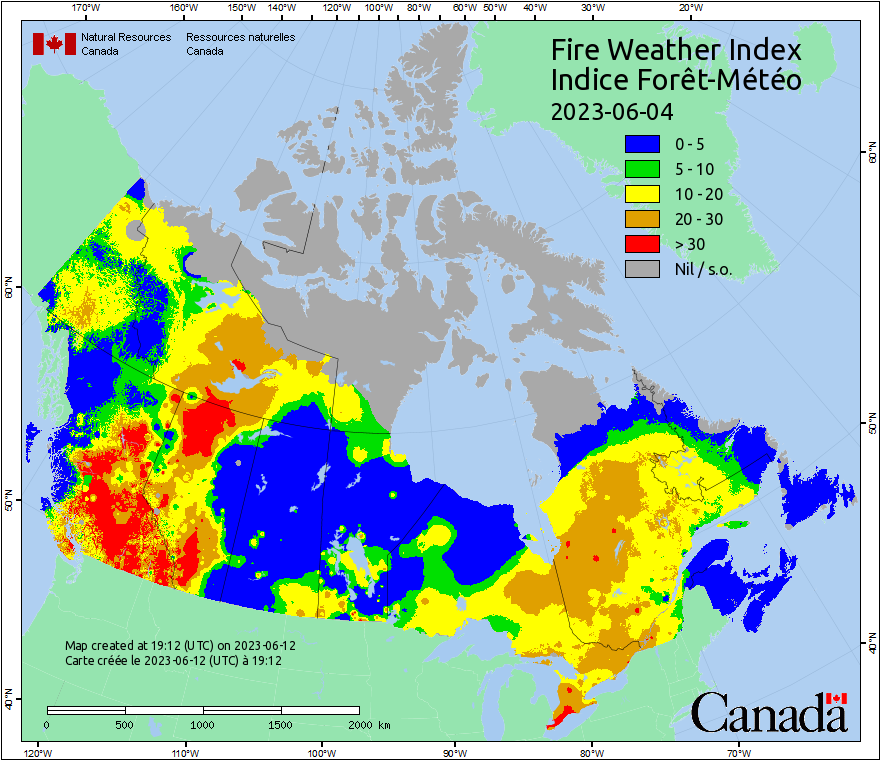 170°W 160°W 150°W 140°W 130°W 120°W 110°W 100°W 90°W 80°W 70°W 60°W 50°W 40°W 30°W 20°W
Natural Resources Ressources naturelles
Canada Canada
Fire Weather Index
Indice Forêt-Météo
2023-06-04
0 - 5
5 - 10
10 - 20
20 - 30
> 30
Nil / s.o.
60°N
60°N
50°N
50°N
40°N
40°N
Map created at 19:12 (UTC) on 2023-06-12
Carte créée le 2023-06-12 (UTC) à 19:12
0 500 1000 1500 2000 km
Canada
120°W 110°W 100°W 90°W 80°W 70°W